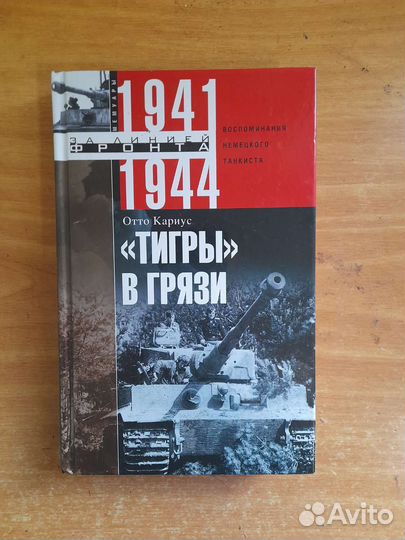 МЕМУАРЫ
1941
ЗА ЛИНИЕЙ
ФРОНТА
1944
ВОСПОМИНАНИЯ
НЕМЕЦКОГО
ТАНКИСТА
Отто Кариус
«ТИГРЫ»
В ГРЯЗИ
Avito